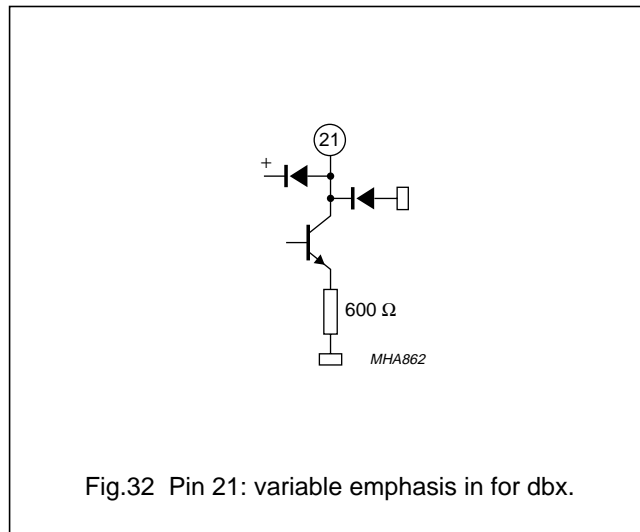 21
+
600 Ω
MHA862
Fig.32 Pin 21: variable emphasis in for dbx.